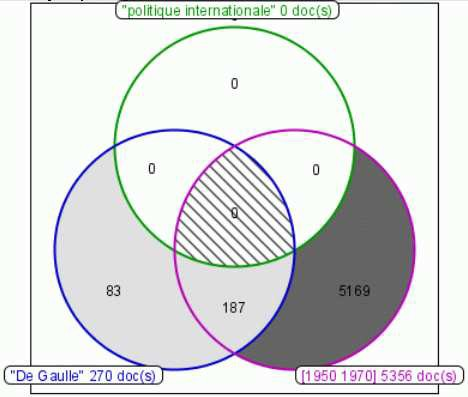 "politique internationale" 0 doc(s)
0
0
0
0
83
187
5169
"De Gaulle" 270 doc(s)
[1950 1970] 5356 doc(s)